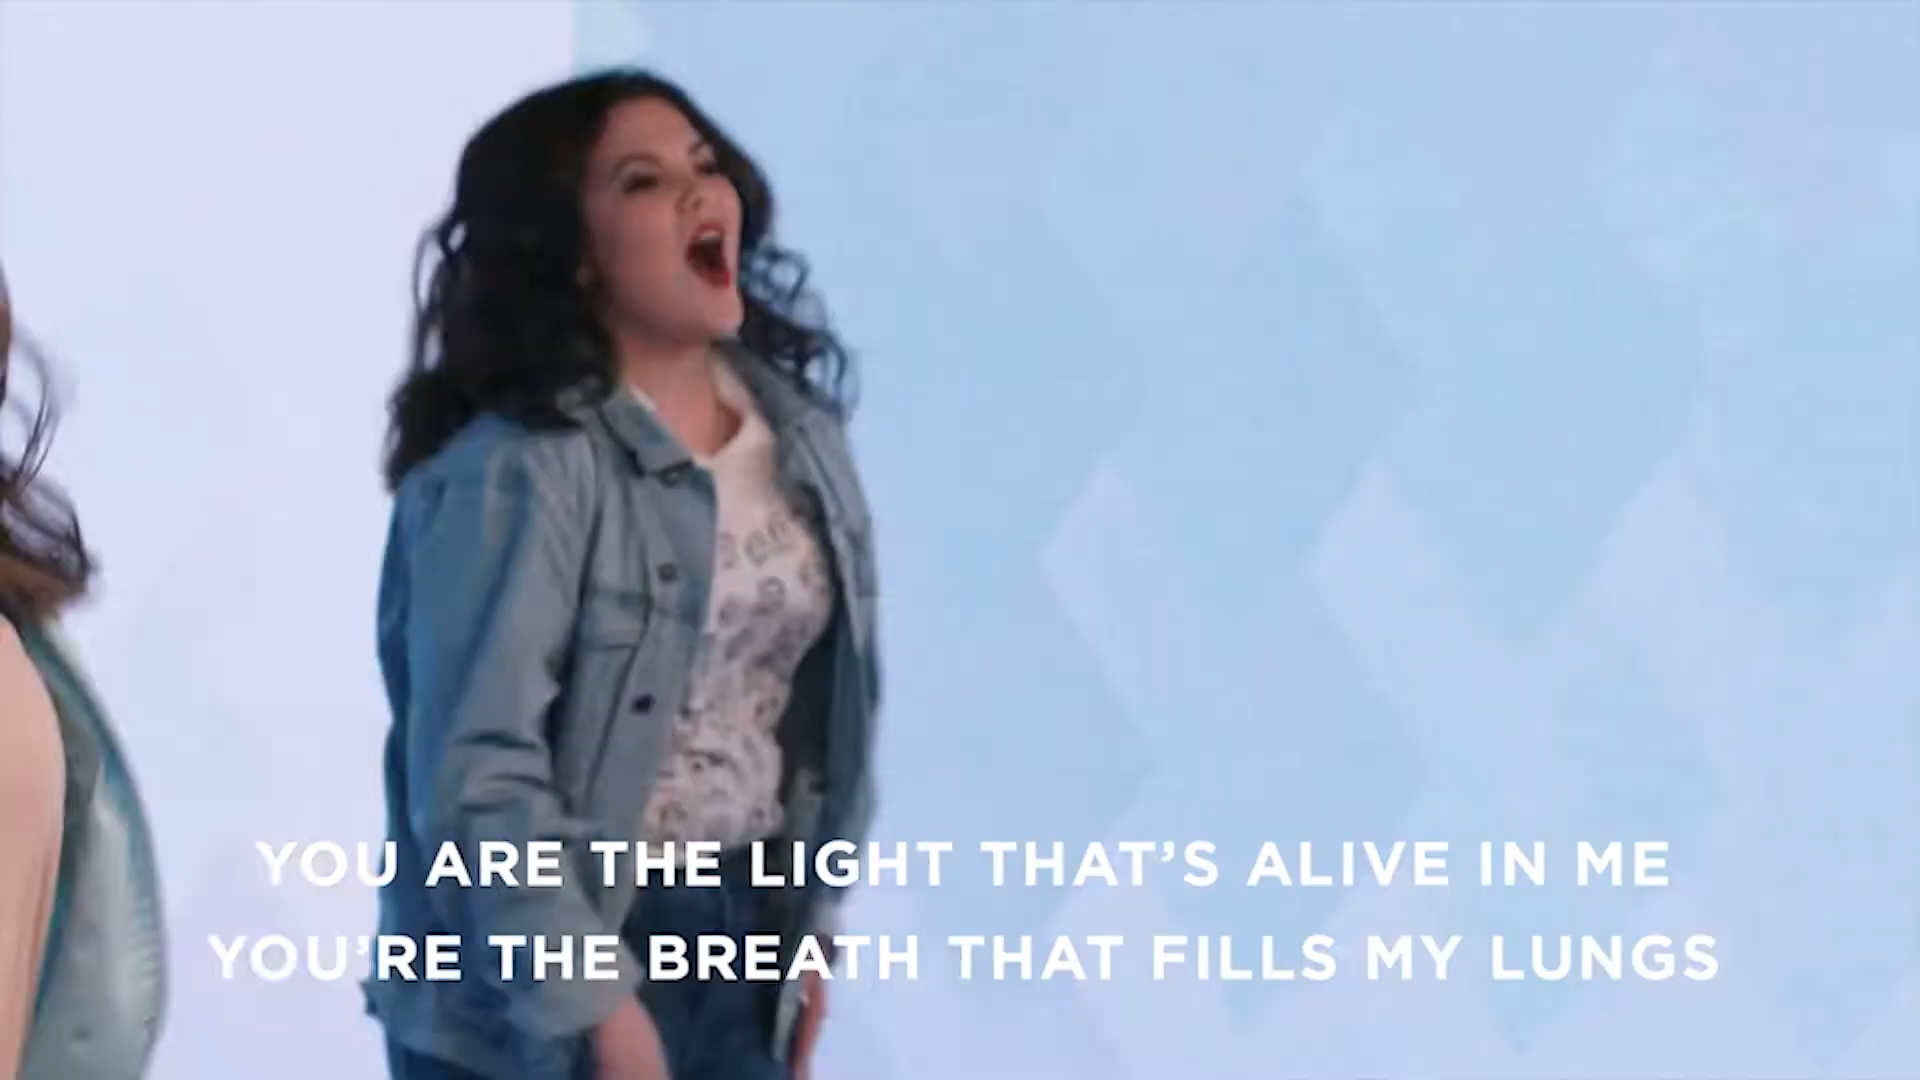 YOU ARE THE LIGHT THAT’S ALIVE IN ME
YOU’RE THE BREATH THAT FILLS MY LUNGS